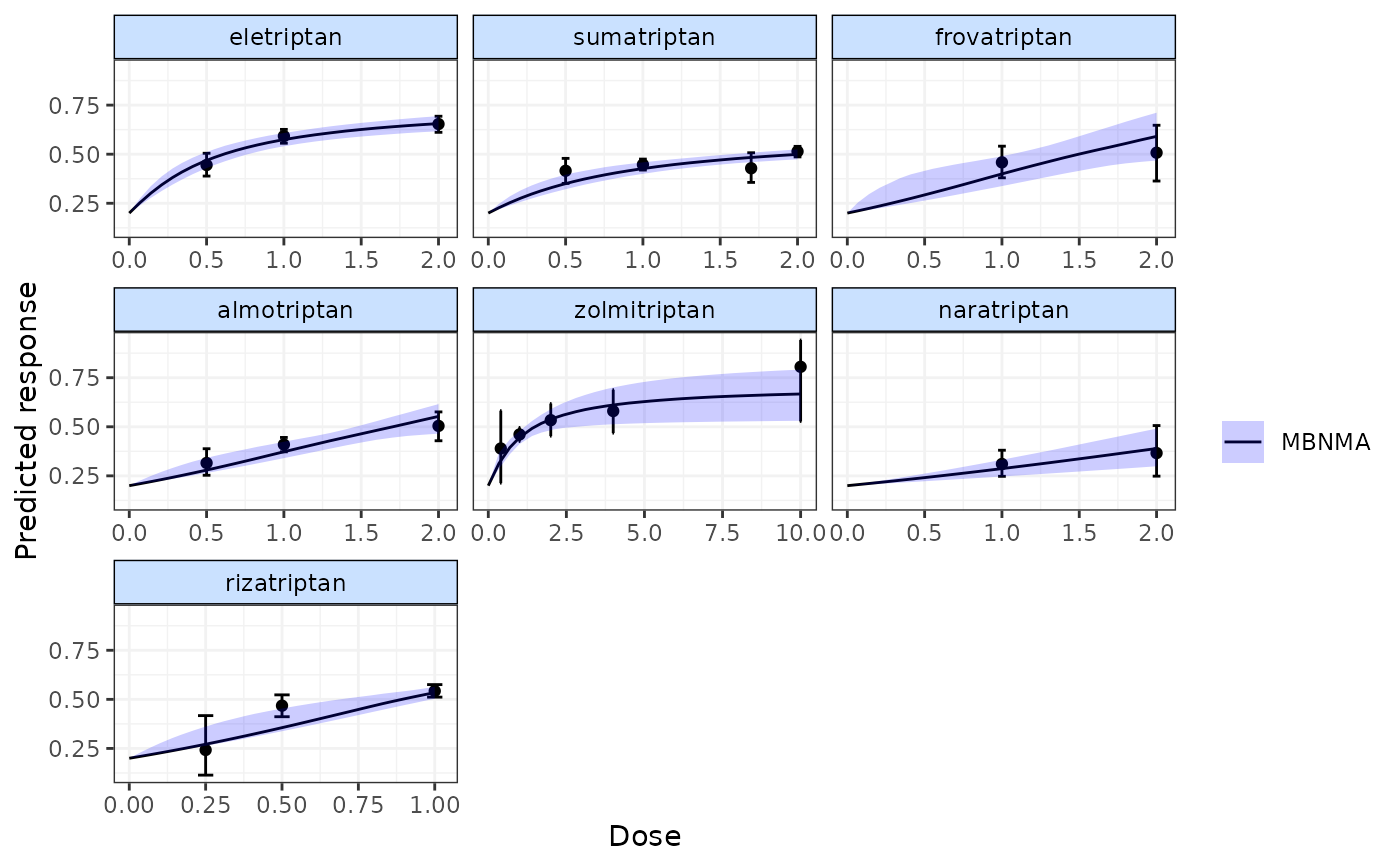 eletriptan sumatriptan frovatriptan
0.75
0.50
0.25
0.0 0.5 1.0 1.5 2.0 0.0 0.5 1.0 1.5 2.0 0.0 0.5 1.0 1.5 2.0
almotriptan zolmitriptan naratriptan
0.75
0.50
0.25
0.0 0.5 1.0 1.5 2.0 0.0 2.5 5.0 7.5 10.0 0.0 0.5 1.0 1.5 2.0
rizatriptan
0.75
0.50
0.25
0.00 0.25 0.50 0.75 1.00
Dose
Predicted response
MBNMA